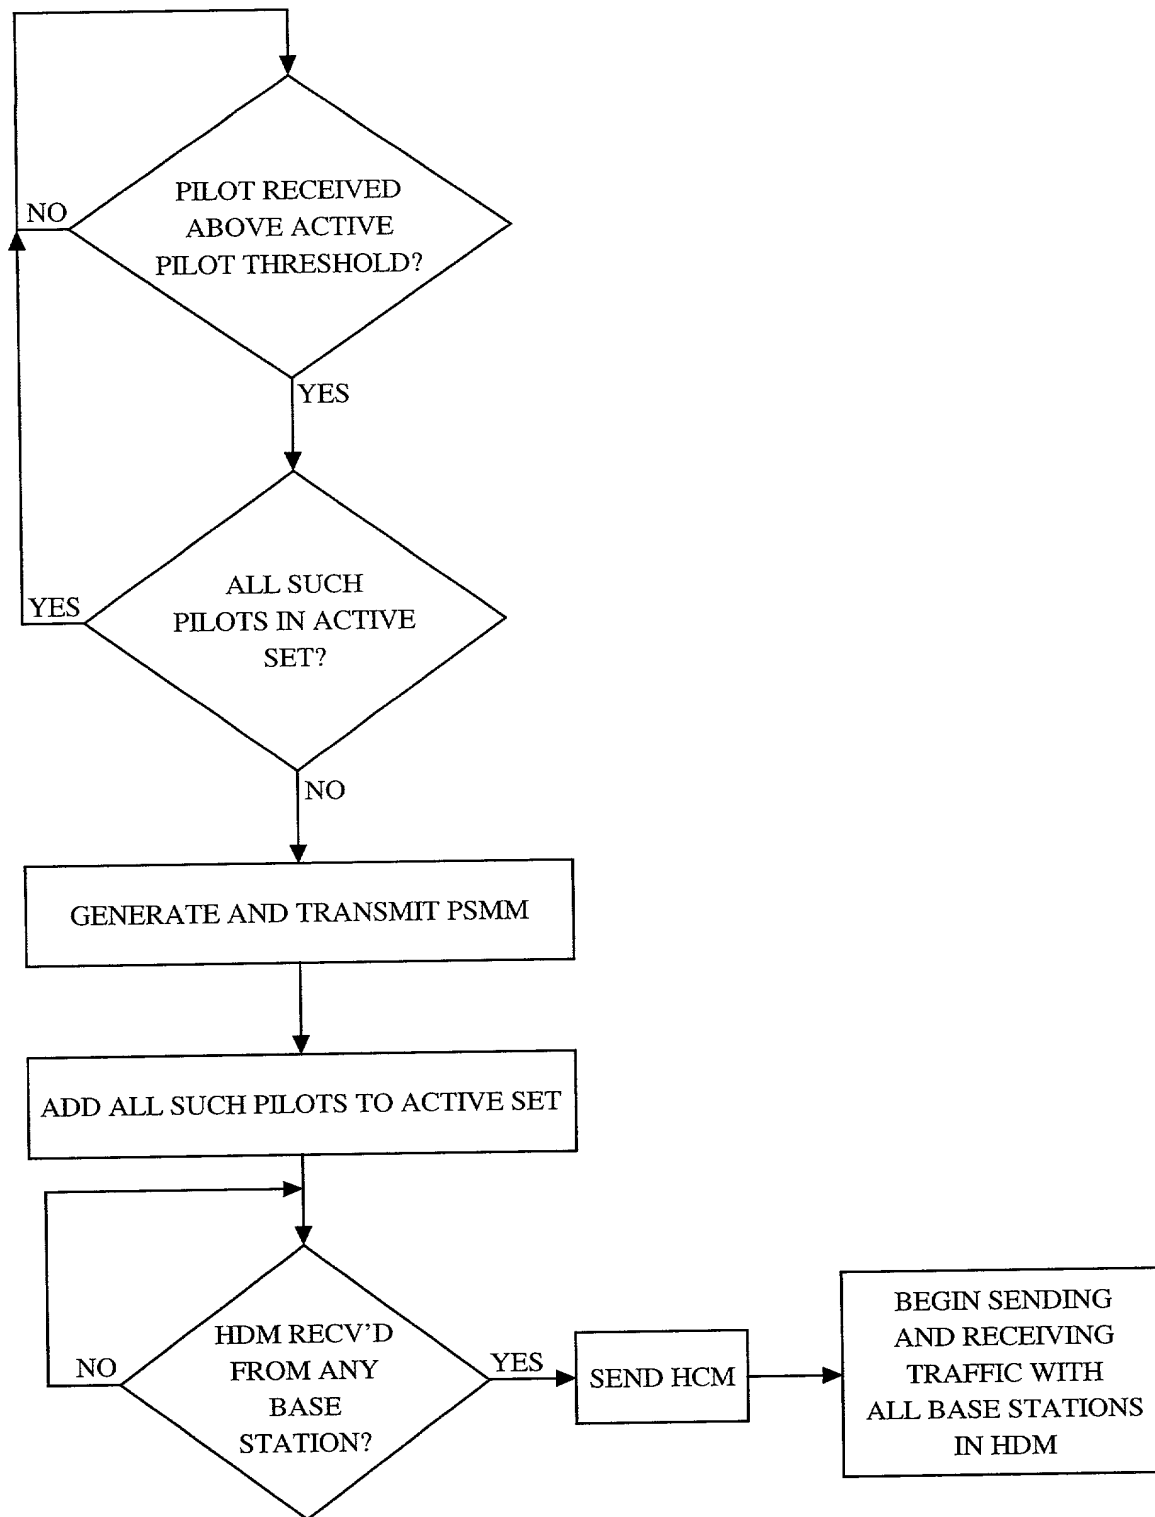 PILOT RECEIVED
ABOVE ACTIVE
PILOT THRESHOLD?
NO
YES
ALL SUCH
PILOTS IN ACTIVE
SET?
YES
NO
GENERATE AND TRANSMIT PSMM
ADD ALL SUCH PILOTS TO ACTIVE SET
HDM RECV'D
FROM ANY
BASE
STATION?
NO
YES
SEND HCM
BEGIN SENDING
AND RECEIVING
TRAFFIC WITH
ALL BASE STATIONS
IN HDM